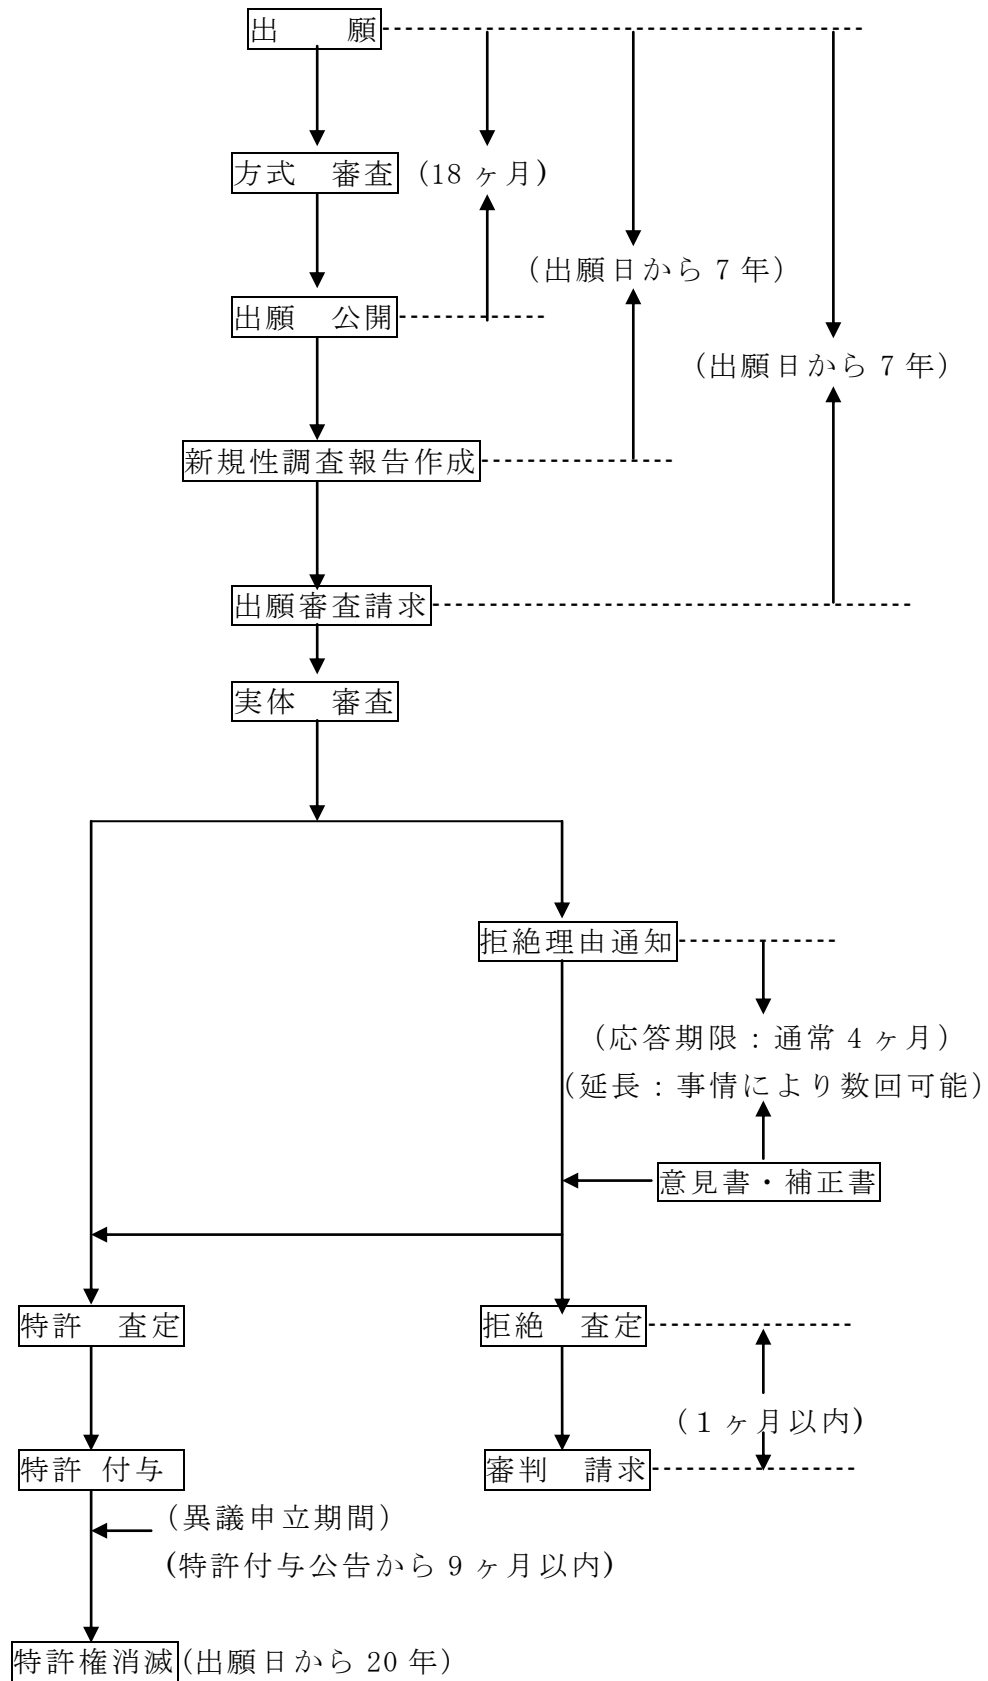 出　　願
方式　審査
(18ヶ月)
(出願日から7年)
出願　公開
(出願日から7年)
新規性調査報告作成
出願審査請求
実体　審査
拒絶理由通知
(応答期限：通常4ヶ月)
(延長：事情により数回可能)
意見書・補正書
特許　査定
拒絶　査定
(1ヶ月以内)
特許 付与
審判　請求
(異議申立期間)
(特許付与公告から9ヶ月以内)
特許権消滅
(出願日から20年)